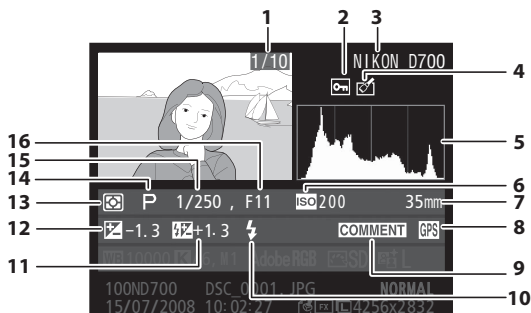 1 2 3
1/10 NIKON D700
4
5
16
15
14 6
13 P 1/250 , F11 ISO 200 35mm 7
12 -1.3 +1.3 COMMENT GPS 8
11 9
10
100ND700 DSC_0001.JPG NORMAL
15/07/2008 10:02:27 FX L 4256x2832